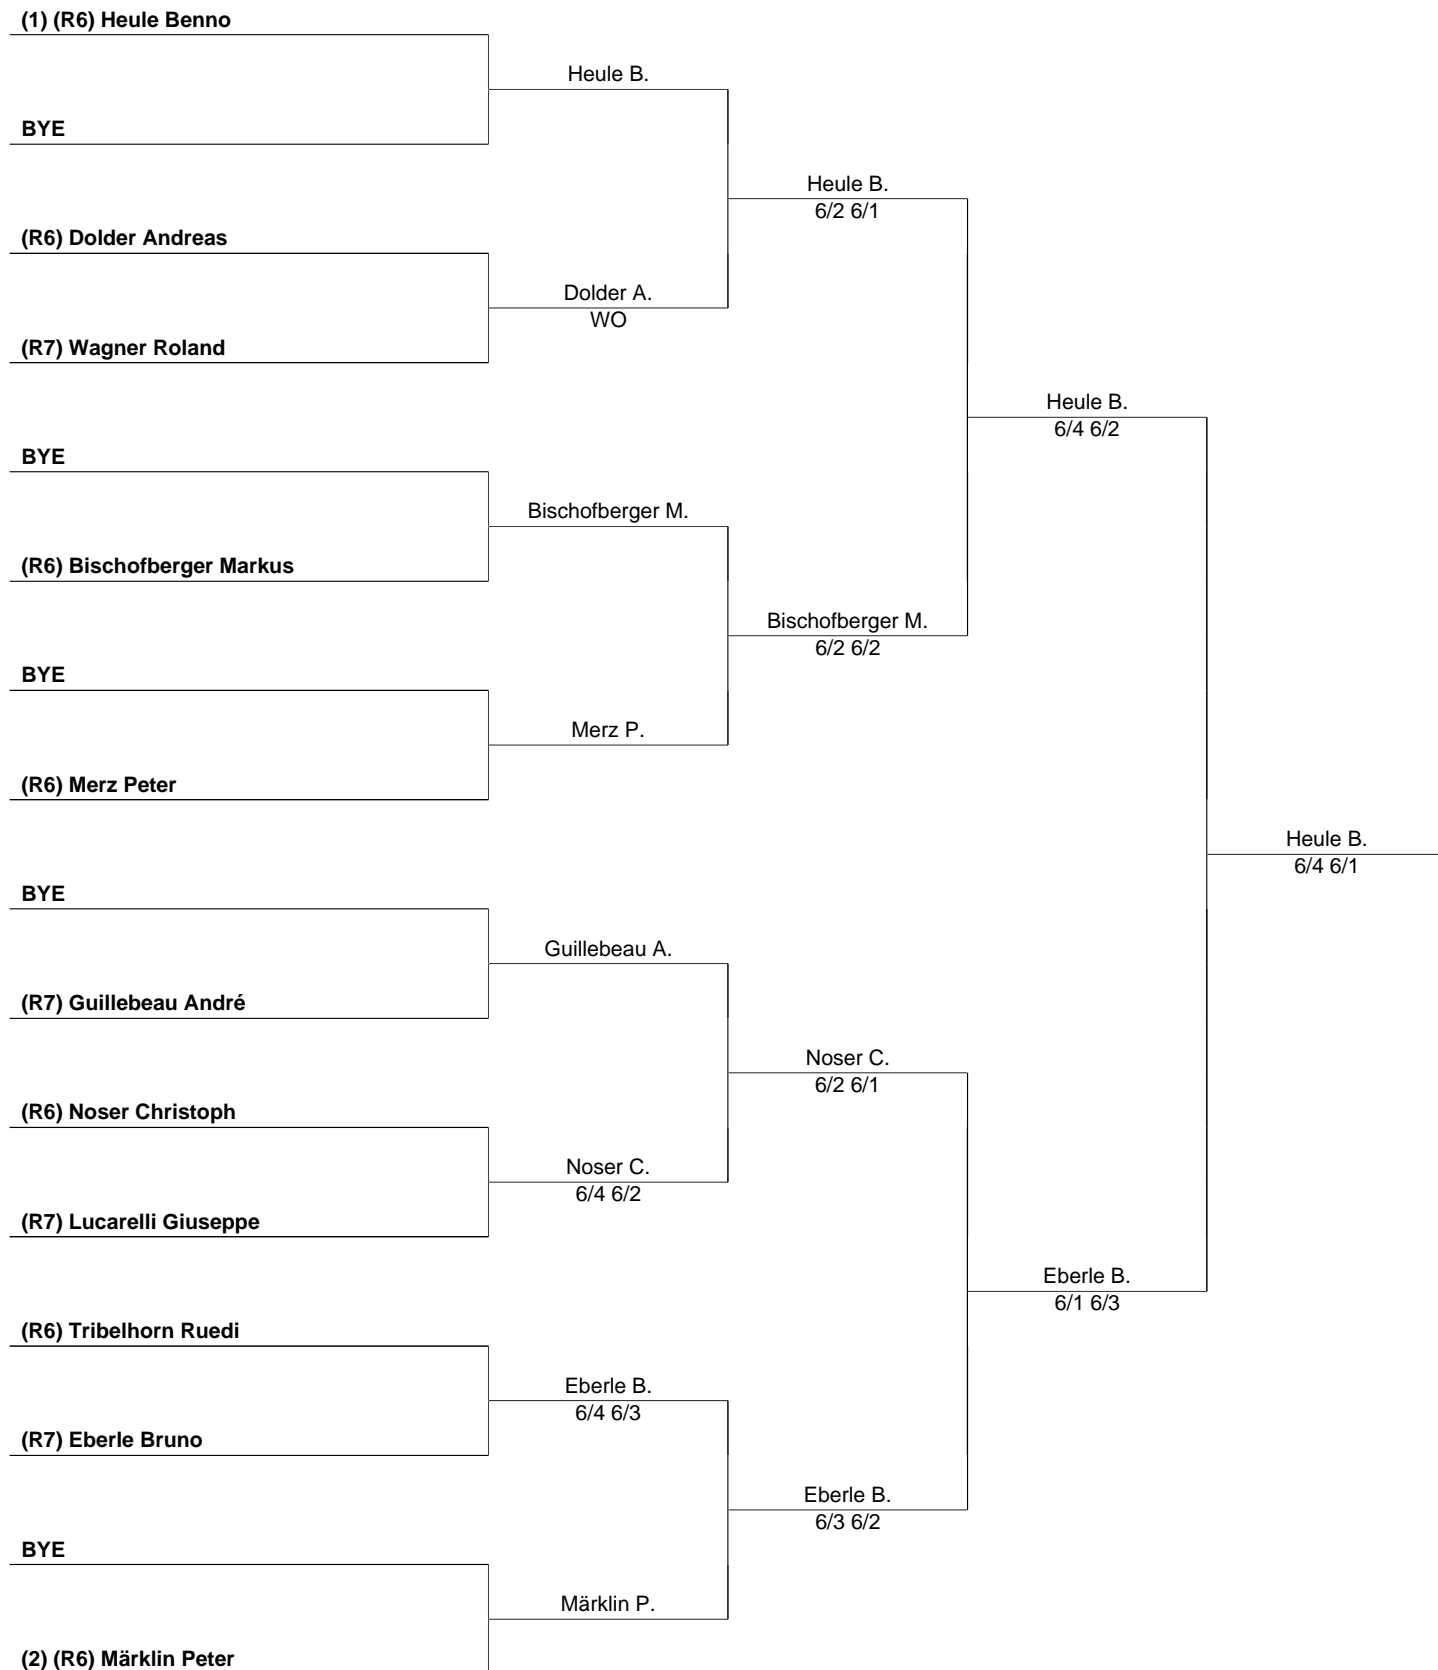 (1) (R6) Heule Benno
Heule B.
BYE
Heule B.
6/2 6/1
(R6) Dolder Andreas
Dolder A.
WO
(R7) Wagner Roland
Heule B.
6/4 6/2
BYE
Bischofberger M.
(R6) Bischofberger Markus
Bischofberger M.
6/2 6/2
BYE
Merz P.
(R6) Merz Peter
Heule B.
6/4 6/1
BYE
Guillebeau A.
(R7) Guillebeau André
Noser C.
6/2 6/1
(R6) Noser Christoph
Noser C.
6/4 6/2
(R7) Lucarelli Giuseppe
Eberle B.
6/1 6/3
(R6) Tribelhorn Ruedi
Eberle B.
6/4 6/3
(R7) Eberle Bruno
Eberle B.
6/3 6/2
BYE
Märklin P.
(2) (R6) Märklin Peter